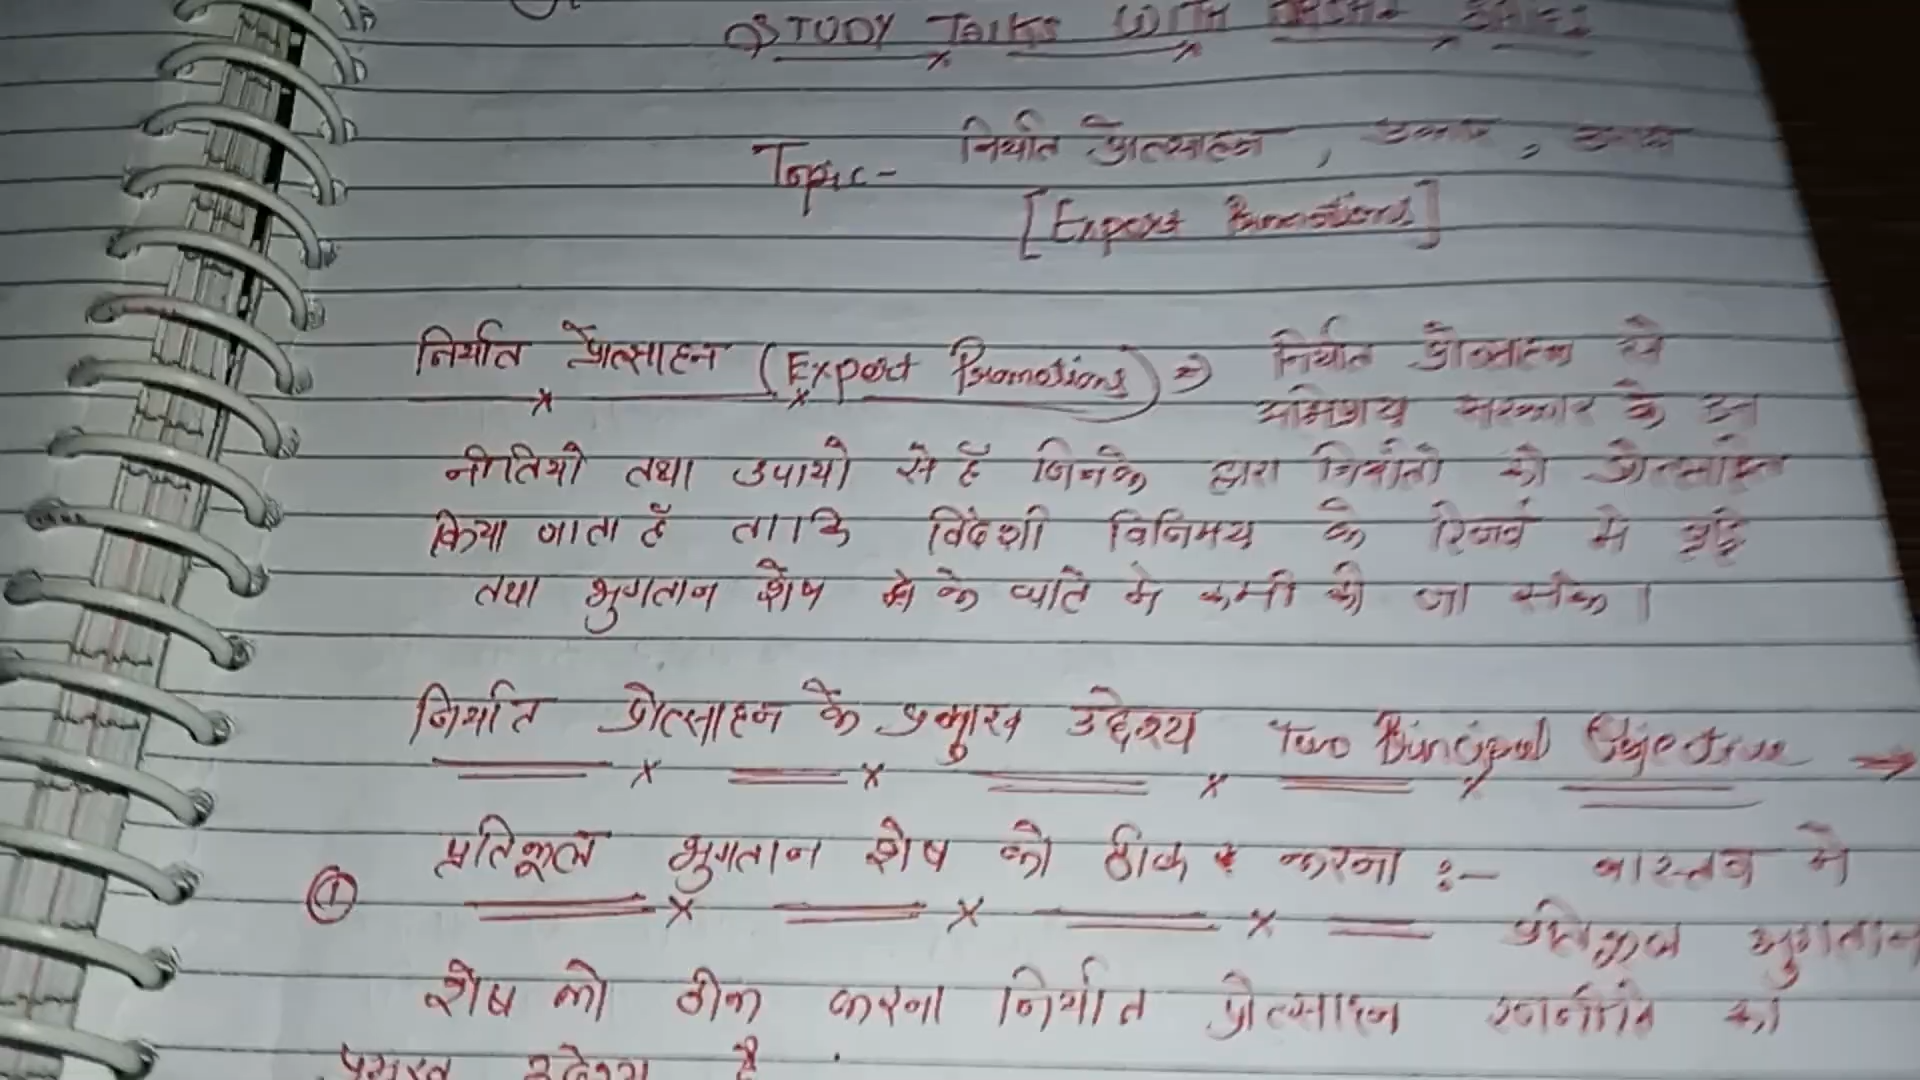 STUDY TALKS WITH
Topic- निर्यात प्रोत्साहन ,
[Export Promotions]
निर्यात प्रोत्साहन (Export Promotions) ⇒ निर्यात प्रोत्साहन से
अभिप्राय सरकार के उन
नीतियो तथा उपायो से हैं जिनके द्वारा निर्यातो को प्रोत्साहित
किया जाता हैं ताकि विदेशी विनिमय के रिजर्व मे वृद्दि
तथा भुगतान शेष के घाटे मे कमी की जा सके।
निर्यात प्रोत्साहन के प्रमुख उद्देश्य Two Principal Objective →
① प्रतिकूल भुगतान शेष को ठीक करना :- वास्तव मे
प्रतिकूल भुगतान
शेष को ठीक करना निर्यात प्रोत्साहन रणनीति का
प्रमुख उद्देश्य है